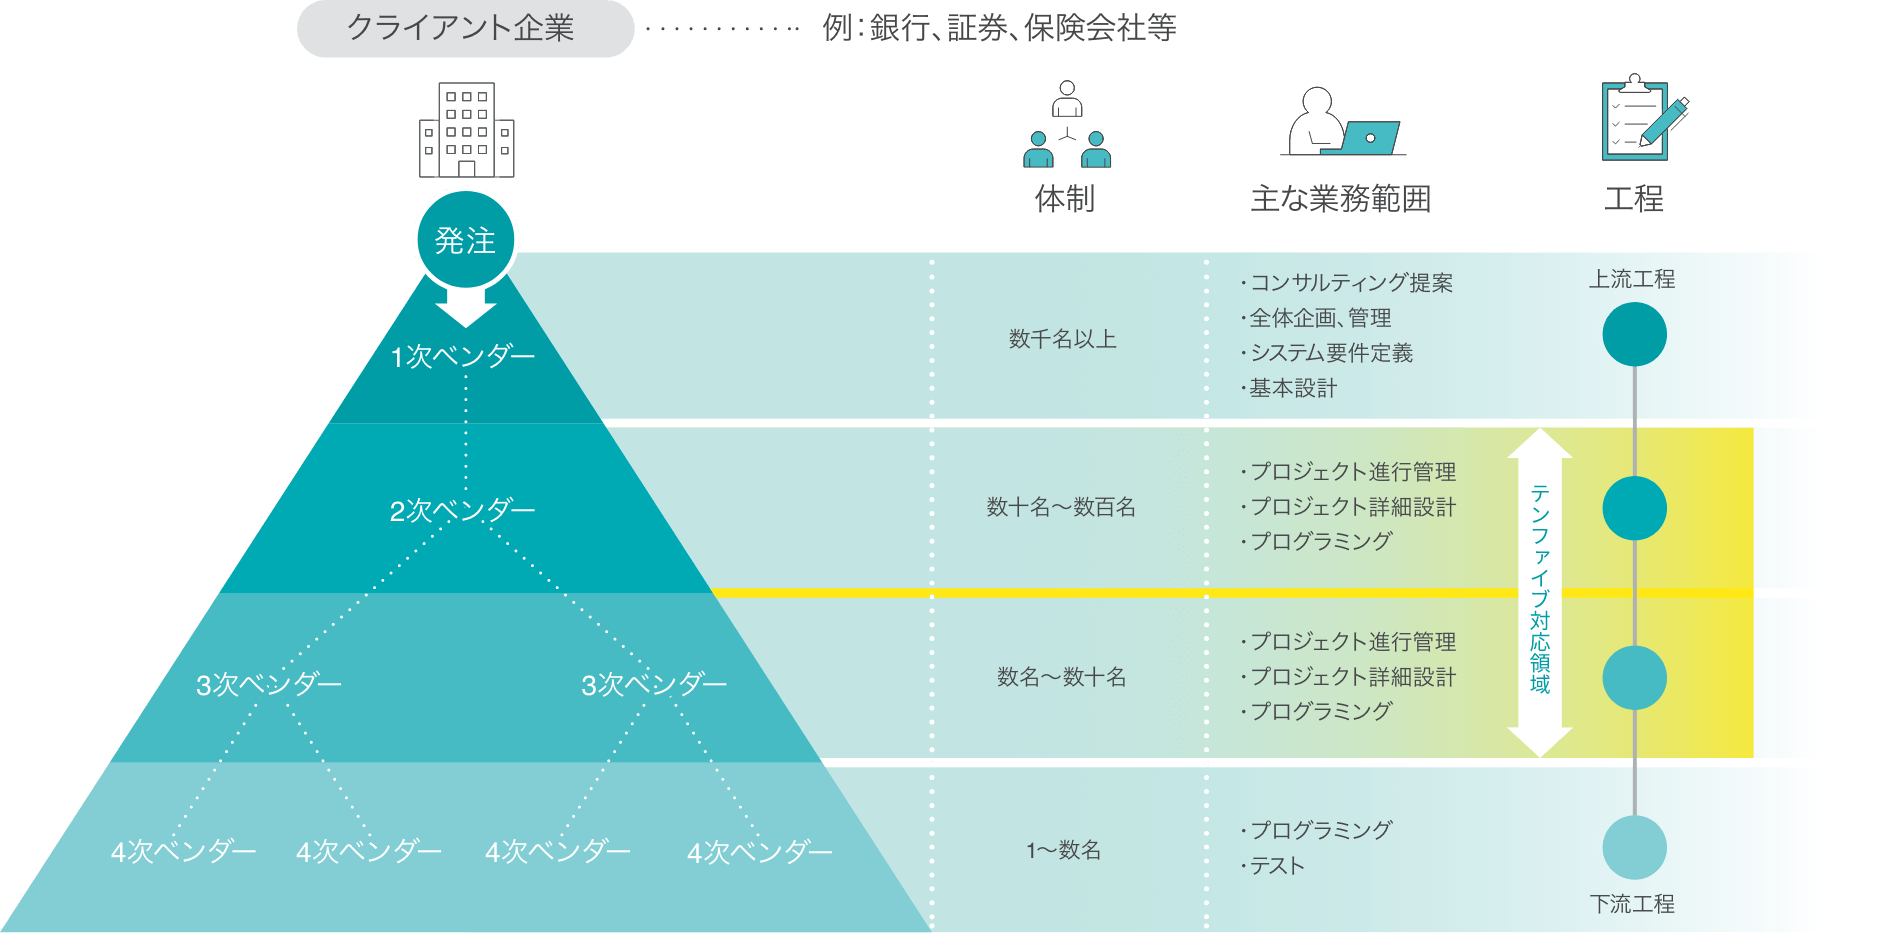 クライアント企業
例：銀行、証券、保険会社等
体制
主な業務範囲
工程
発注
1次ベンダー
数千名以上
・コンサルティング提案
・全体企画、管理
・システム要件定義
・基本設計
上流工程
2次ベンダー
数十名〜数百名
・プロジェクト進行管理
・プロジェクト詳細設計
・プログラミング
テンファイブ対応領域
3次ベンダー
3次ベンダー
数名〜数十名
・プロジェクト進行管理
・プロジェクト詳細設計
・プログラミング
4次ベンダー
4次ベンダー
4次ベンダー
4次ベンダー
1〜数名
・プログラミング
・テスト
下流工程